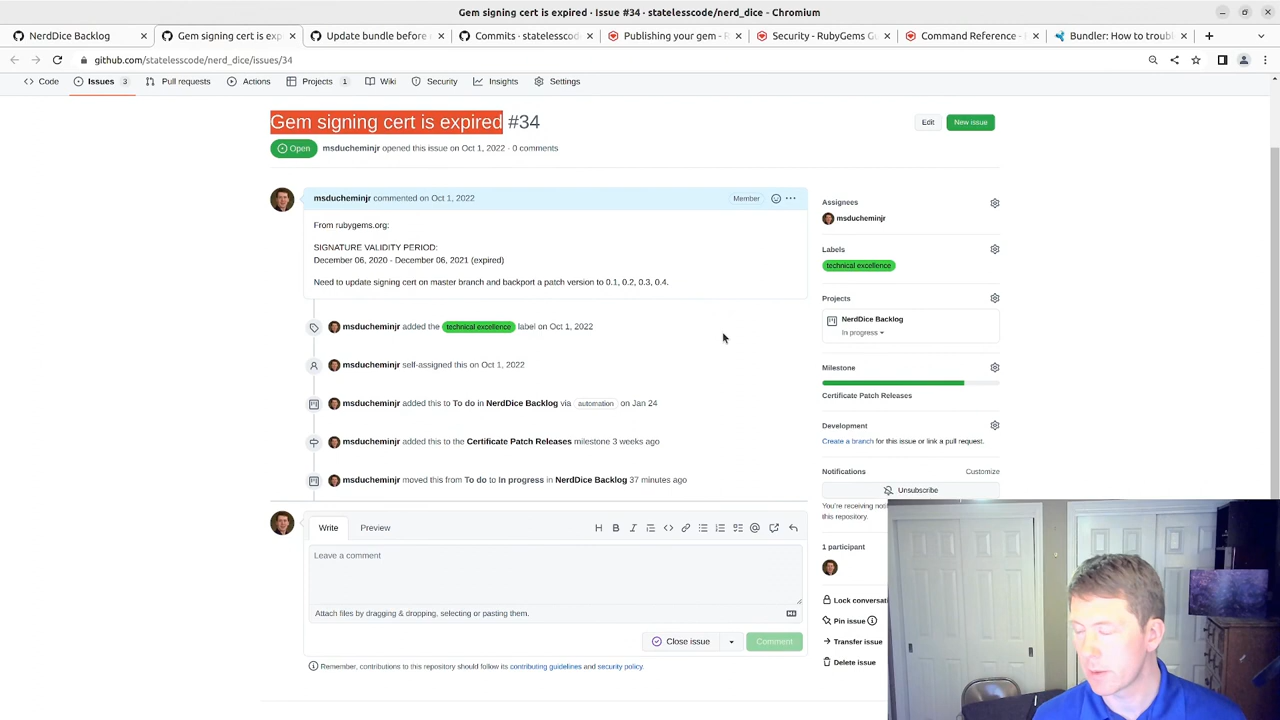 Gem signing cert is expired · Issue #34 · statelesscode/nerd_dice - Chromium
NerdDice Backlog
Gem signing cert is ex
Update bundle before r
Commits · statelessco
Publishing your gem - R
Security - RubyGems Gu
Command Reference - R
Bundler: How to troubl
github.com/statelesscode/nerd_dice/issues/34
Code
Issues 3
Pull requests
Actions
Projects 1
Wiki
Security
Insights
Settings
Gem signing cert is expired #34
Edit
New issue
Open
msducheminjr opened this issue on Oct 1, 2022 · 0 comments
msducheminjr commented on Oct 1, 2022
Member
From rubygems.org:
SIGNATURE VALIDITY PERIOD:
December 06, 2020 - December 06, 2021 (expired)
Need to update signing cert on master branch and backport a patch version to 0.1, 0.2, 0.3, 0.4.
msducheminjr added the technical excellence label on Oct 1, 2022
msducheminjr self-assigned this on Oct 1, 2022
msducheminjr added this to To do in NerdDice Backlog via automation on Jan 24
msducheminjr added this to the Certificate Patch Releases milestone 3 weeks ago
msducheminjr moved this from To do to In progress in NerdDice Backlog 37 minutes ago
Write
Preview
Leave a comment
Attach files by dragging & dropping, selecting or pasting them.
Close issue
Comment
Remember, contributions to this repository should follow its contributing guidelines and security policy.
Assignees
msducheminjr
Labels
technical excellence
Projects
NerdDice Backlog
In progress
Milestone
Certificate Patch Releases
Development
Create a branch for this issue or link a pull request.
Notifications
Customize
Unsubscribe
You're receiving noti
this repository.
1 participant
Lock conversati
Pin issue
Transfer issue
Delete issue